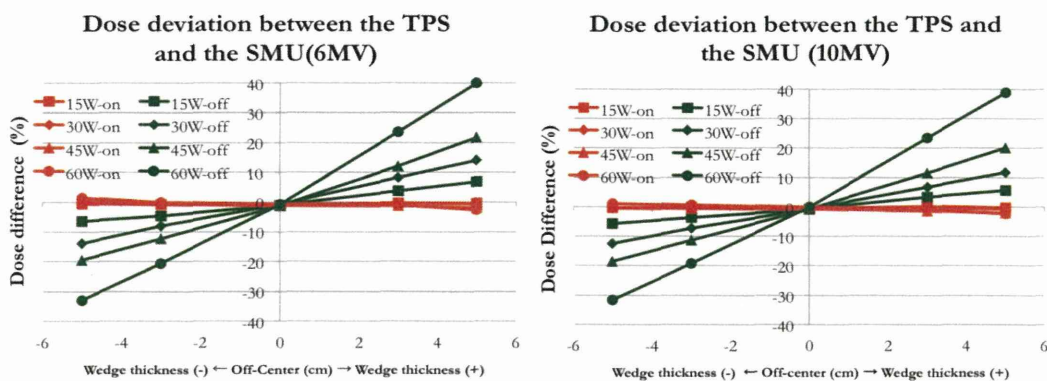 Dose deviation between the TPS
and the SMU(6MV)
15W-on
15W-off
30W-on
30W-off
45W-on
45W-off
60W-on
60W-off
Dose difference (%)
40
30
20
10
0
-10
-20
-30
-40
-6
-4
-2
0
2
4
6
Wedge thickness (-) ← Off-Center (cm) → Wedge thickness (+)
Dose deviation between the TPS and
the SMU (10MV)
15W-on
15W-off
30W-on
30W-off
45W-on
45W-off
60W-on
60W-off
Dose Difference (%)
40
30
20
10
0
-10
-20
-30
-40
-6
-4
-2
0
2
4
6
Wedge thickness (-) ← Off-center (cm) → Wedge thickness (+)